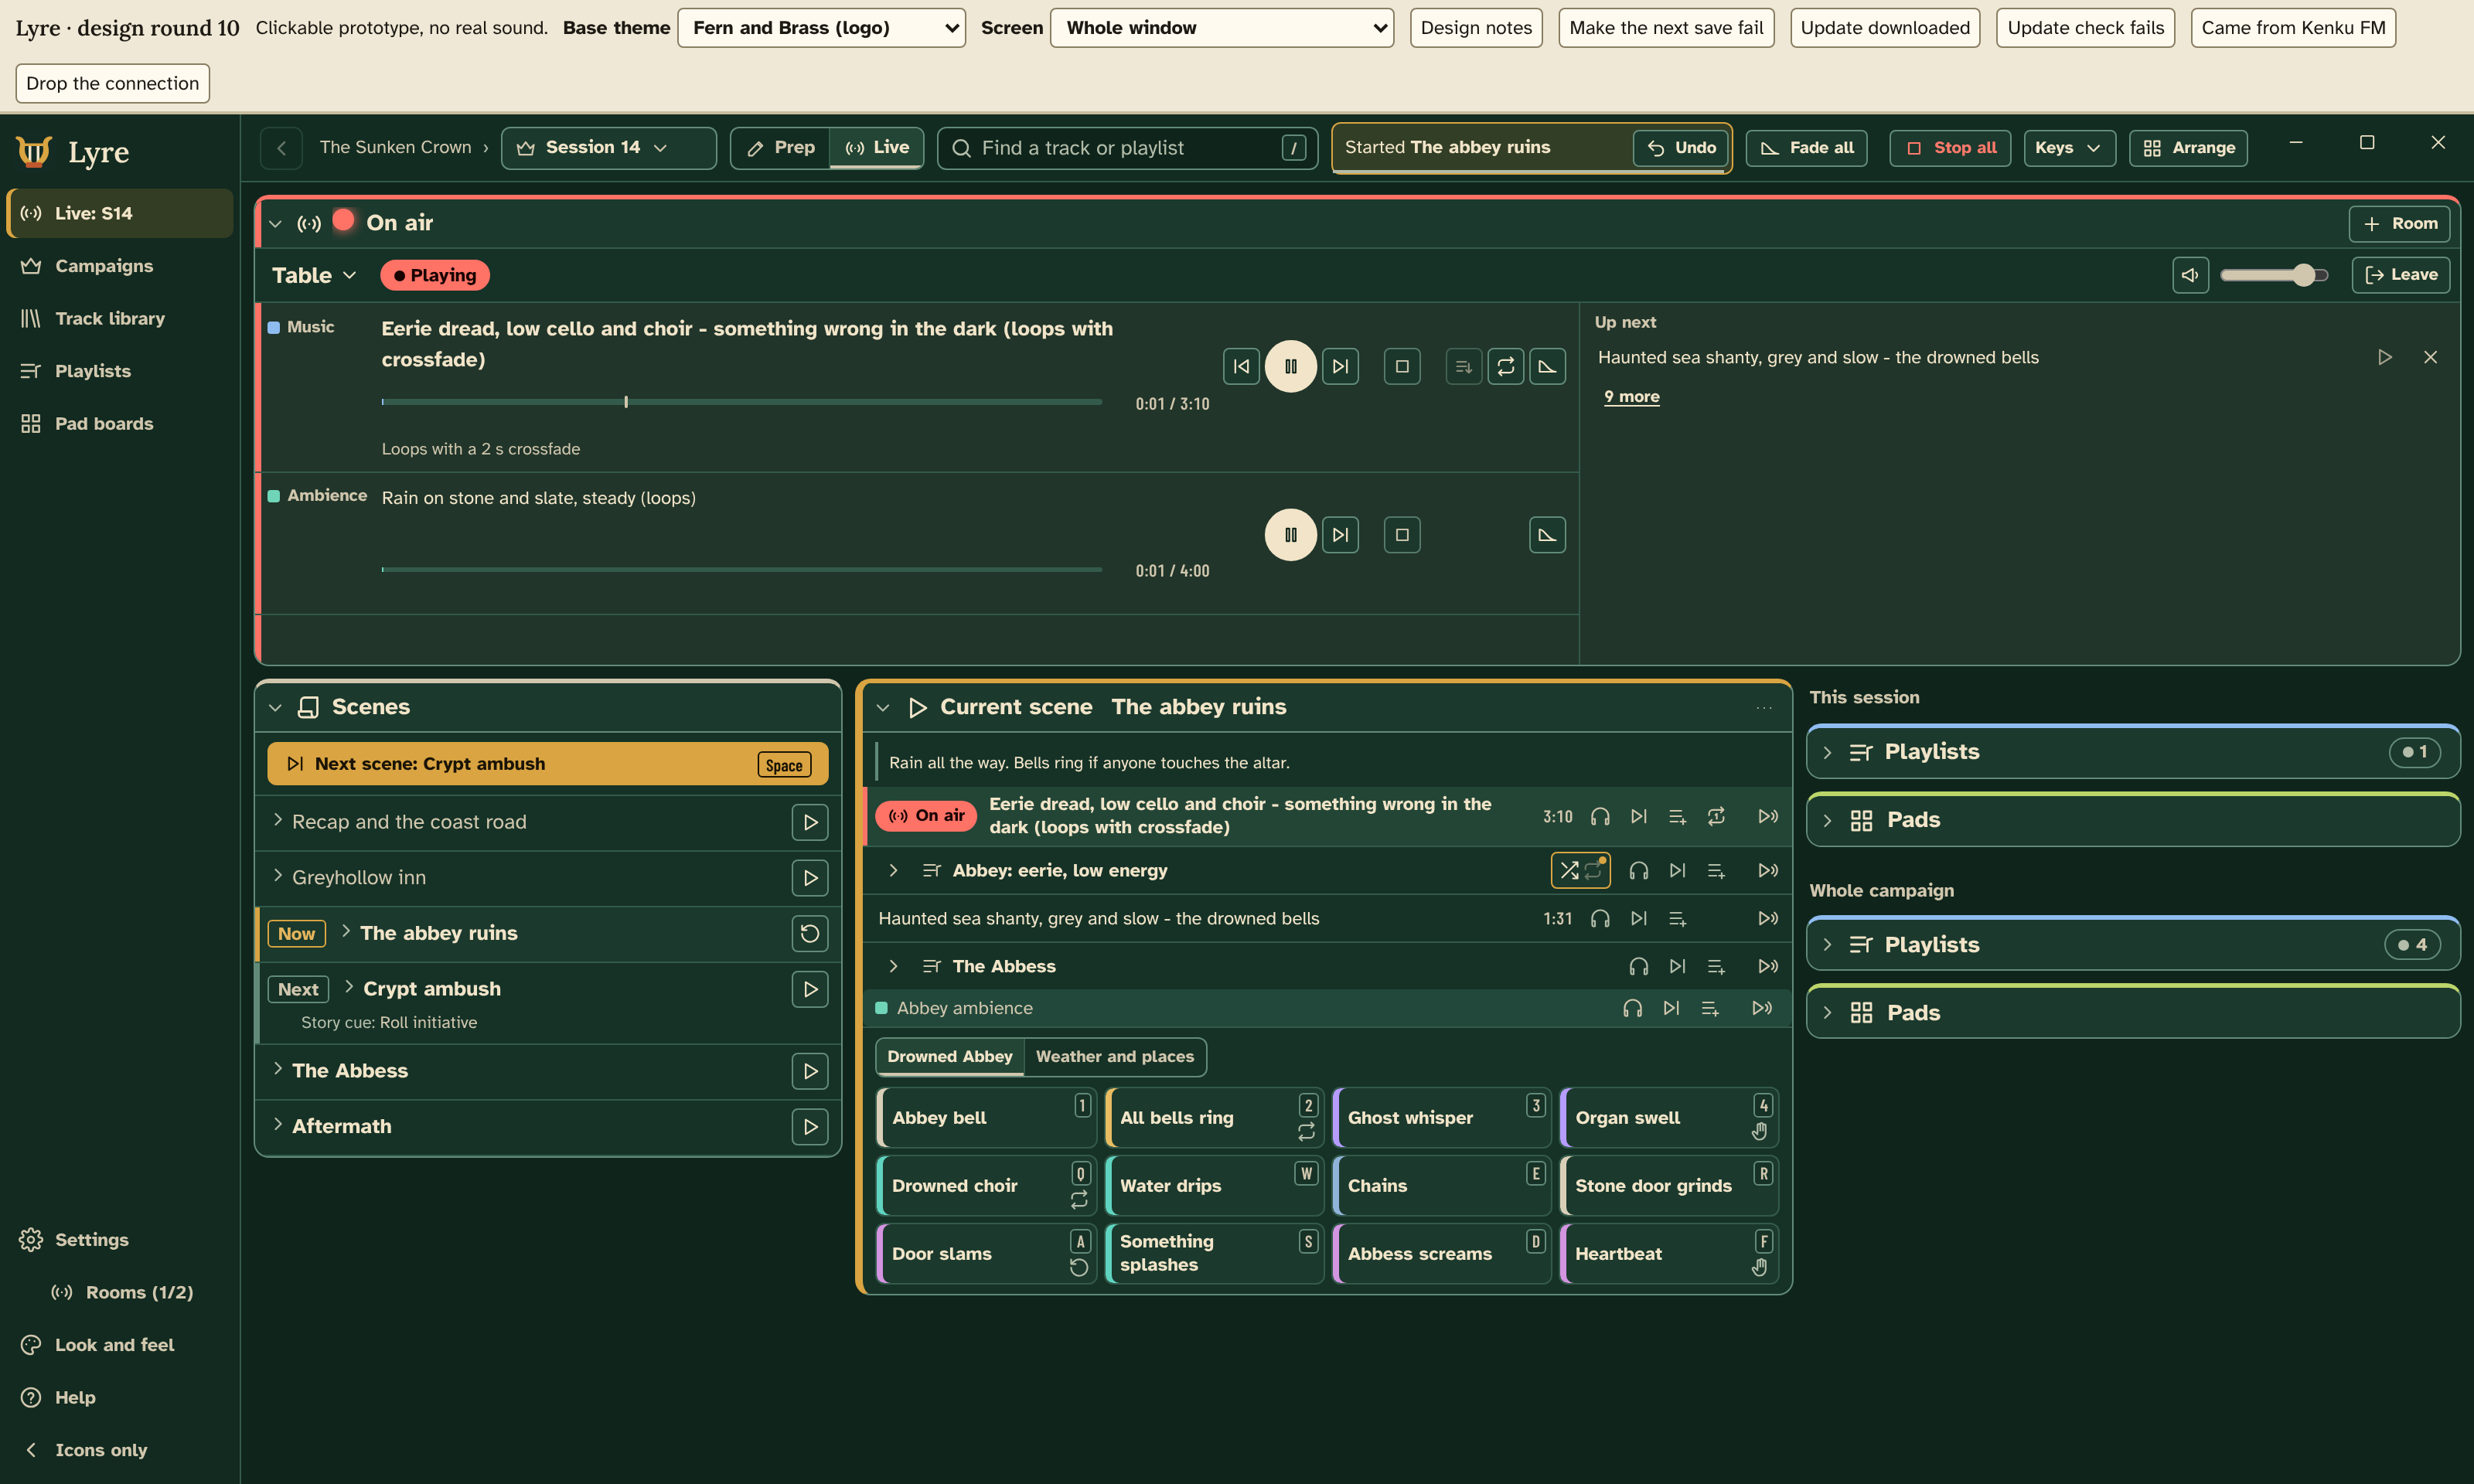 Lyre · design round 10 Clickable prototype, no real sound. Base theme Fern and Brass (logo) Screen Whole window Design notes Make the next save fail Update downloaded Update check fails Came from Kenku FM
Drop the connection
Lyre
The Sunken Crown › Session 14 Prep Live Find a track or playlist / Started The abbey ruins Undo Fade all Stop all Keys Arrange
Live: S14
Campaigns
Track library
Playlists
Pad boards
Settings
Rooms (1/2)
Look and feel
Help
Icons only
On air Room
Table Playing Leave
Music
Eerie dread, low cello and choir - something wrong in the dark (loops with
crossfade)
0:01 / 3:10
Loops with a 2 s crossfade
Ambience Rain on stone and slate, steady (loops)
0:01 / 4:00
Up next
Haunted sea shanty, grey and slow - the drowned bells
9 more
Scenes
Next scene: Crypt ambush Space
Recap and the coast road
Greyhollow inn
Now The abbey ruins
Next Crypt ambush
Story cue: Roll initiative
The Abbess
Aftermath
Current scene The abbey ruins ...
Rain all the way. Bells ring if anyone touches the altar.
On air Eerie dread, low cello and choir - something wrong in the
dark (loops with crossfade) 3:10
Abbey: eerie, low energy
Haunted sea shanty, grey and slow - the drowned bells 1:31
The Abbess
Abbey ambience
Drowned Abbey Weather and places
Abbey bell 1 All bells ring 2 Ghost whisper 3 Organ swell 4
Drowned choir Q Water drips W Chains E Stone door grinds R
Door slams A Something
splashes S Abbess screams D Heartbeat F
This session
Playlists 1
Pads
Whole campaign
Playlists 4
Pads